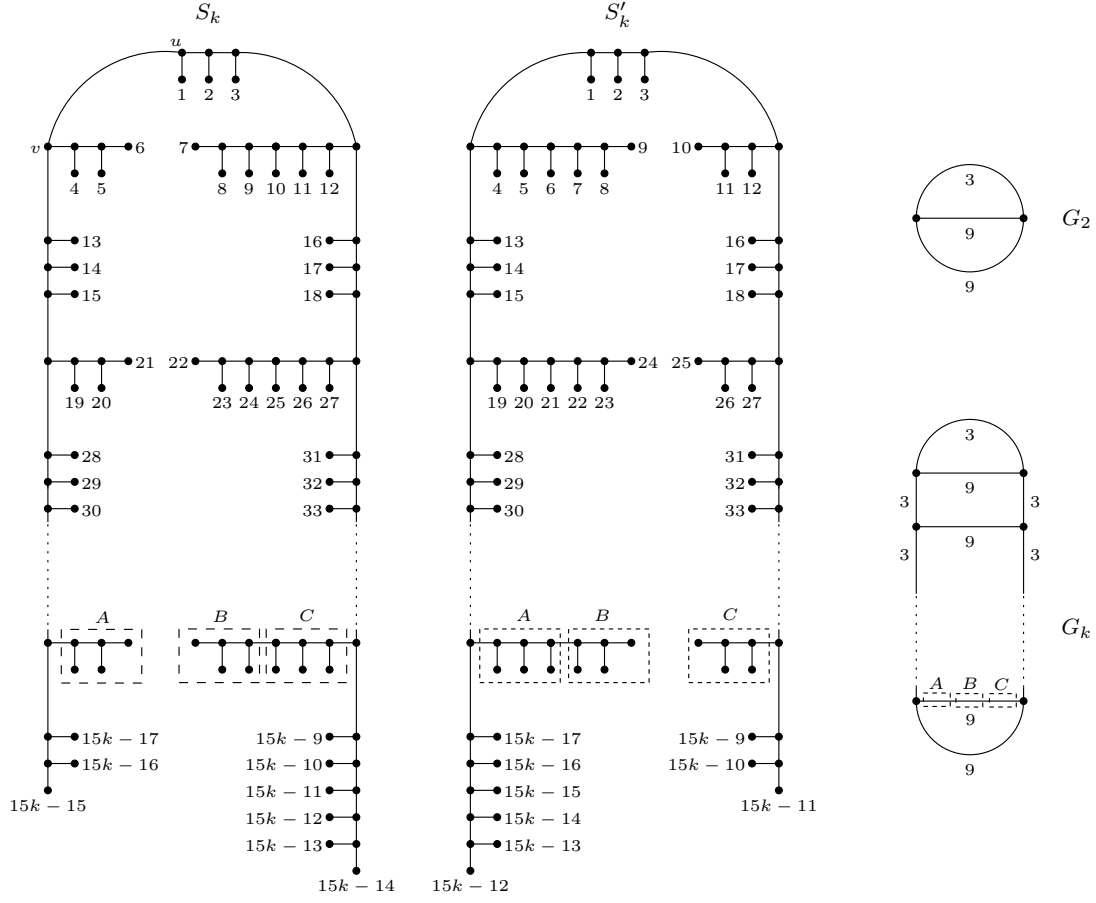 S_k S'_k
u
1 2 3 1 2 3
v 6 7 9 10
4 5 8 9 10 11 12 4 5 6 7 8 11 12
3
9 G_2
9
13 16 13 16
14 17 14 17
15 18 15 18
21 22 24 25
19 20 23 24 25 26 27 19 20 21 22 23 26 27
3
28 31 28 31
29 32 29 32
30 33 30 33
9
3 3
9
3 3
A B C A B C
G_k
A B C
9
9
15k − 17 15k − 9 15k − 17 15k − 9
15k − 16 15k − 10 15k − 16 15k − 10
15k − 15 15k − 11 15k − 15 15k − 11
15k − 12 15k − 14
15k − 13 15k − 13
15k − 14 15k − 12